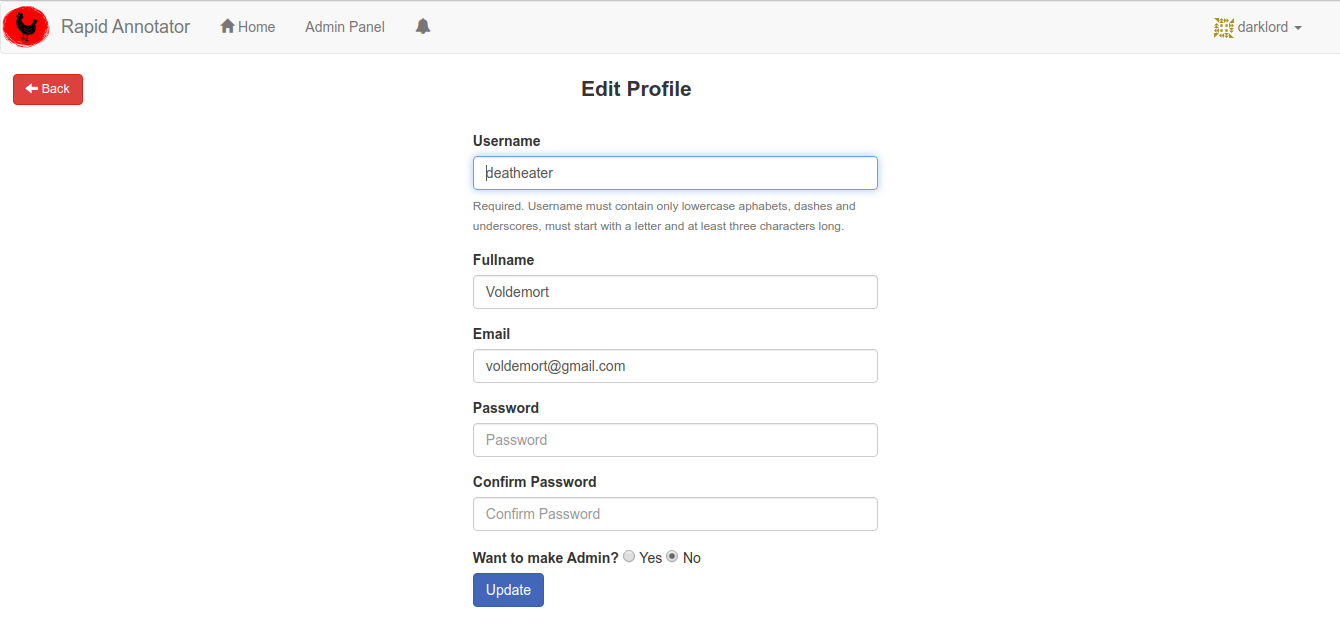 Rapid Annotator Home Admin Panel darklord
Back
Edit Profile
Username
deatheater
Required. Username must contain only lowercase aphabets, dashes and
underscores, must start with a letter and at least three characters long.
Fullname
Voldemort
Email
voldemort@gmail.com
Password
Password
Confirm Password
Confirm Password
Want to make Admin? Yes No
Update